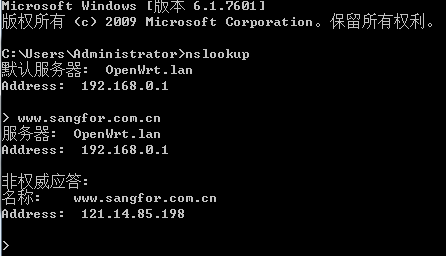 Microsoft Windows [版本 6.1.7601]
版权所有 (c) 2009 Microsoft Corporation。保留所有权利。
C:\Users\Administrator>nslookup
默认服务器:  OpenWrt.lan
Address:  192.168.0.1
> www.sangfor.com.cn
服务器:  OpenWrt.lan
Address:  192.168.0.1
非权威应答:
名称:    www.sangfor.com.cn
Address:  121.14.85.198
>